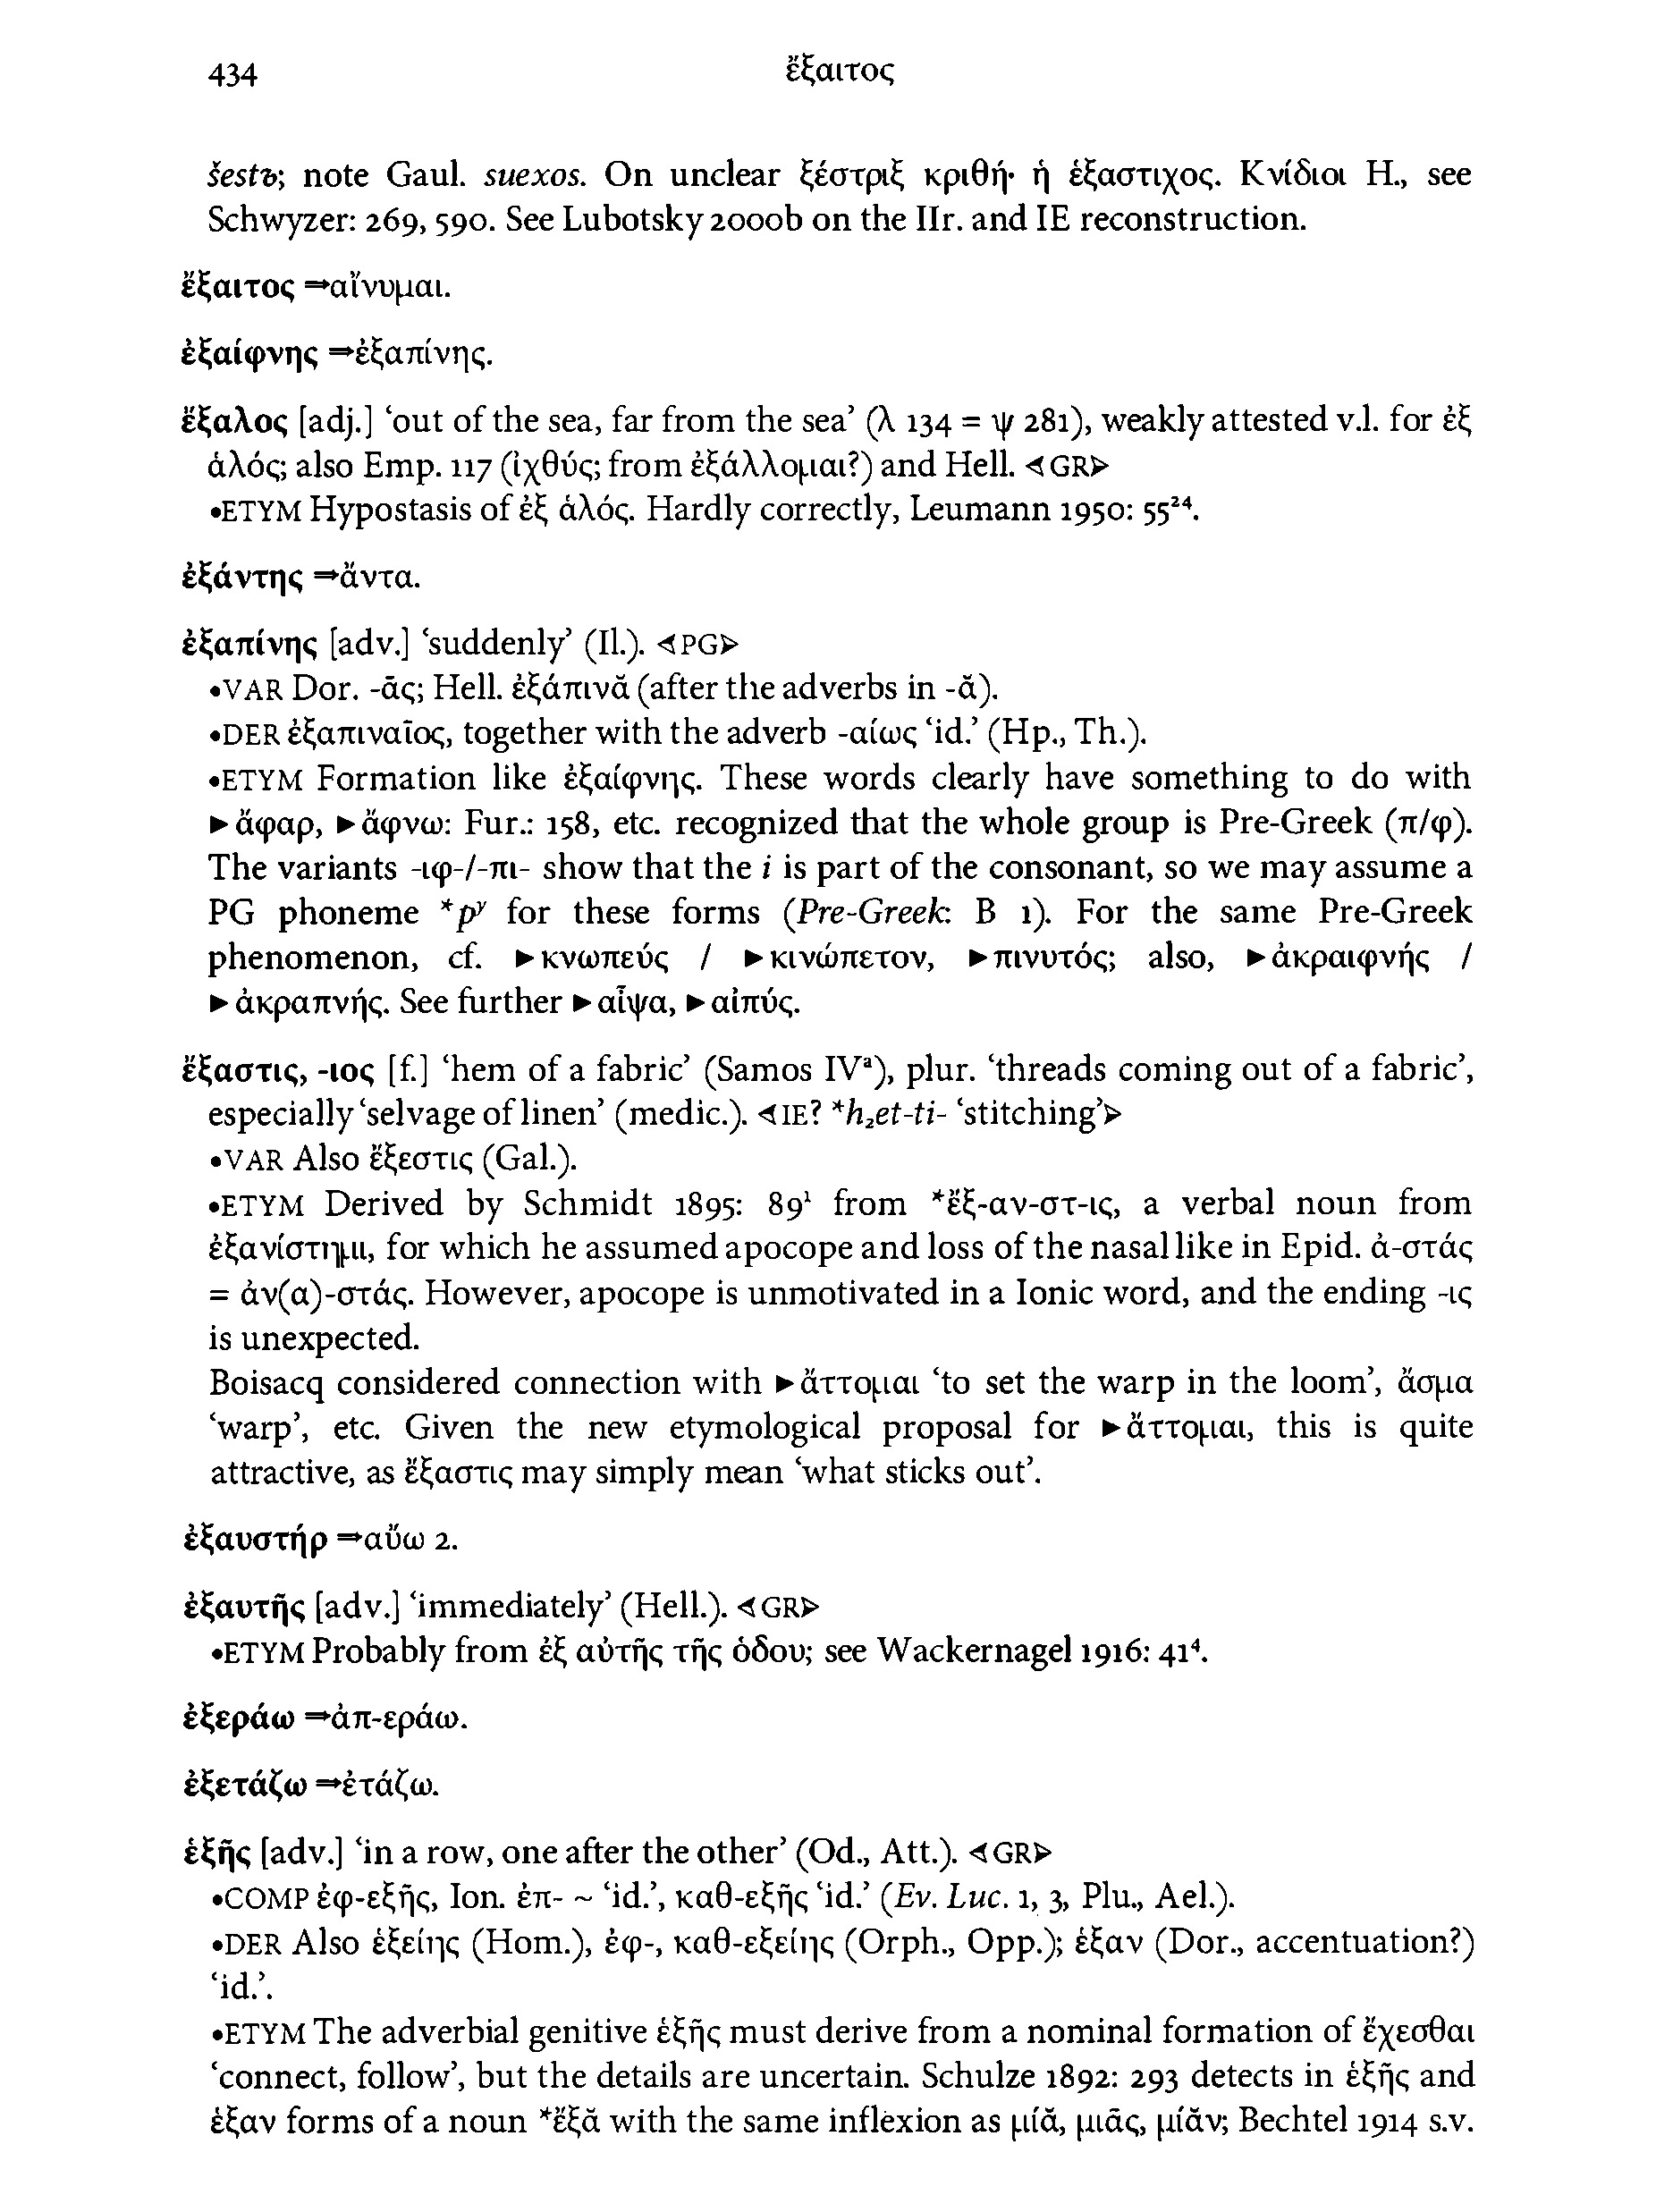 434 ἔξαιτος
šestь; note Gaul. suexos. On unclear ξέστριξ κριθή· ἡ ἑξάστιχος. Κνίδιοι H., see
Schwyzer: 269, 590. See Lubotsky 2000b on the IIr. and IE reconstruction.
ἔξαιτος ⇒αἴνυμαι.
ἐξαίφνης ⇒ἐξαπίνης.
ἔξαλος [adj.] ‘out of the sea, far from the sea’ (λ 134 = ψ 281), weakly attested v.l. for ἐξ
ἁλός; also Emp. 117 (ἰχθύς; from ἐξάλλομαι?) and Hell. ◁GR▷
•ETYM Hypostasis of ἐξ ἁλός. Hardly correctly, Leumann 1950: 55²⁴.
ἐξάντης ⇒ἄντα.
ἐξαπίνης [adv.] ‘suddenly’ (Il.). ◁PG▷
•VAR Dor. -ᾱς; Hell. ἐξάπινᾰ (after the adverbs in -ᾰ).
•DER ἐξαπιναῖος, together with the adverb -αίως ‘id.’ (Hp., Th.).
•ETYM Formation like ἐξαίφνης. These words clearly have something to do with
▶ἄφαρ, ▶ἄφνω: Fur.: 158, etc. recognized that the whole group is Pre-Greek (π/φ).
The variants -ιφ-/-πι- show that the i is part of the consonant, so we may assume a
PG phoneme *pʸ for these forms (Pre-Greek: B 1). For the same Pre-Greek
phenomenon, cf. ▶κνωπεύς / ▶κινώπετον, ▶πινυτός; also, ▶ἀκραιφνής /
▶ἀκραπνής. See further ▶αἶψα, ▶αἰπύς.
ἔξαστις, -ιος [f.] ‘hem of a fabric’ (Samos IVᵃ), plur. ‘threads coming out of a fabric’,
especially ‘selvage of linen’ (medic.). ◁IE? *h₂et-ti- ‘stitching’▷
•VAR Also ἔξεστις (Gal.).
•ETYM Derived by Schmidt 1895: 89¹ from *ἔξ-αν-στ-ις, a verbal noun from
ἐξανίστημι, for which he assumed apocope and loss of the nasal like in Epid. ἀ-στάς
= ἀν(α)-στάς. However, apocope is unmotivated in a Ionic word, and the ending -ις
is unexpected.
Boisacq considered connection with ▶ἄττομαι ‘to set the warp in the loom’, ἄσμα
‘warp’, etc. Given the new etymological proposal for ▶ἄττομαι, this is quite
attractive, as ἔξαστις may simply mean ‘what sticks out’.
ἐξαυστήρ ⇒αὔω 2.
ἐξαυτῆς [adv.] ‘immediately’ (Hell.). ◁GR▷
•ETYM Probably from ἐξ αὐτῆς τῆς ὁδου; see Wackernagel 1916: 41⁴.
ἐξεράω ⇒ἀπ-εράω.
ἐξετάζω ⇒ἐτάζω.
ἑξῆς [adv.] ‘in a row, one after the other’ (Od., Att.). ◁GR▷
•COMP ἐφ-εξῆς, Ion. ἐπ- ~ ‘id.’, καθ-εξῆς ‘id.’ (Ev. Luc. 1, 3, Plu., Ael.).
•DER Also ἑξείης (Hom.), ἐφ-, καθ-εξείης (Orph., Opp.); ἑξαν (Dor., accentuation?)
‘id.’.
•ETYM The adverbial genitive ἑξῆς must derive from a nominal formation of ἔχεσθαι
‘connect, follow’, but the details are uncertain. Schulze 1892: 293 detects in ἑξῆς and
ἑξαν forms of a noun *ἕξᾰ with the same inflexion as μίᾰ, μιᾶς, μίᾰν; Bechtel 1914 s.v.